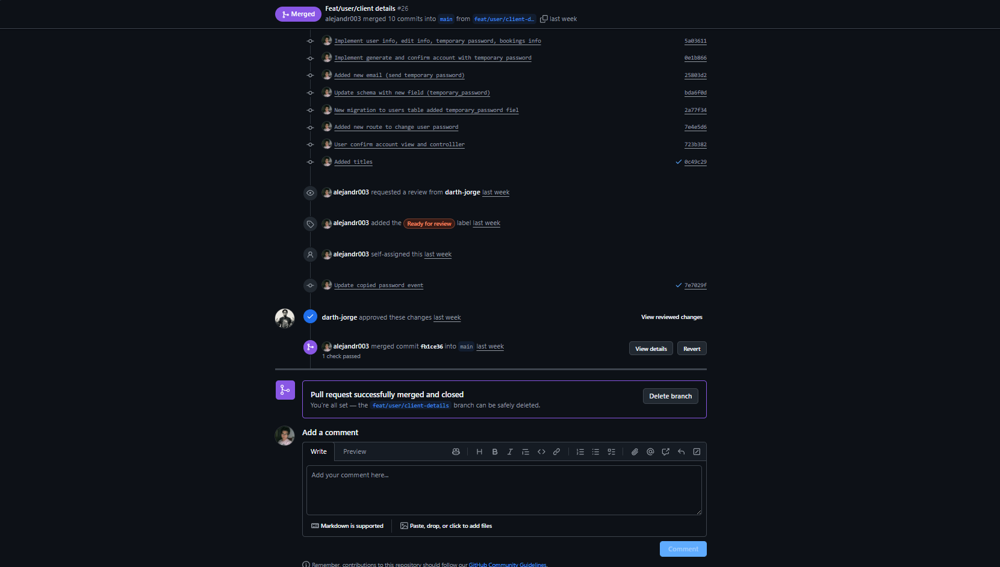 Merged
Feat/user/client details #26
alejandr003 merged 10 commits into main from feat/user/client-d… last week
Implement user info, edit info, temporary password, bookings info 5a03611
Implement generate and confirm account with temporary password 0e1b866
Added new email (send temporary password) 25803d2
Update schema with new field (temporary_password) bda6f0d
New migration to users table added temporary_password fiel 2a77f34
Added new route to change user password 7e4e5d6
User confirm account view and controlller 723b382
Added titles 0c49c29
alejandr003 requested a review from darth-jorge last week
alejandr003 added the Ready for review label last week
alejandr003 self-assigned this last week
Update copied password event 7e7029f
darth-jorge approved these changes last week View reviewed changes
alejandr003 merged commit fb1ce36 into main last week View details Revert
1 check passed
Pull request successfully merged and closed
You're all set — the feat/user/client-details branch can be safely deleted. Delete branch
Add a comment
Write Preview
Add your comment here...
Markdown is supported Paste, drop, or click to add files
Comment
Remember, contributions to this repository should follow our GitHub Community Guidelines.